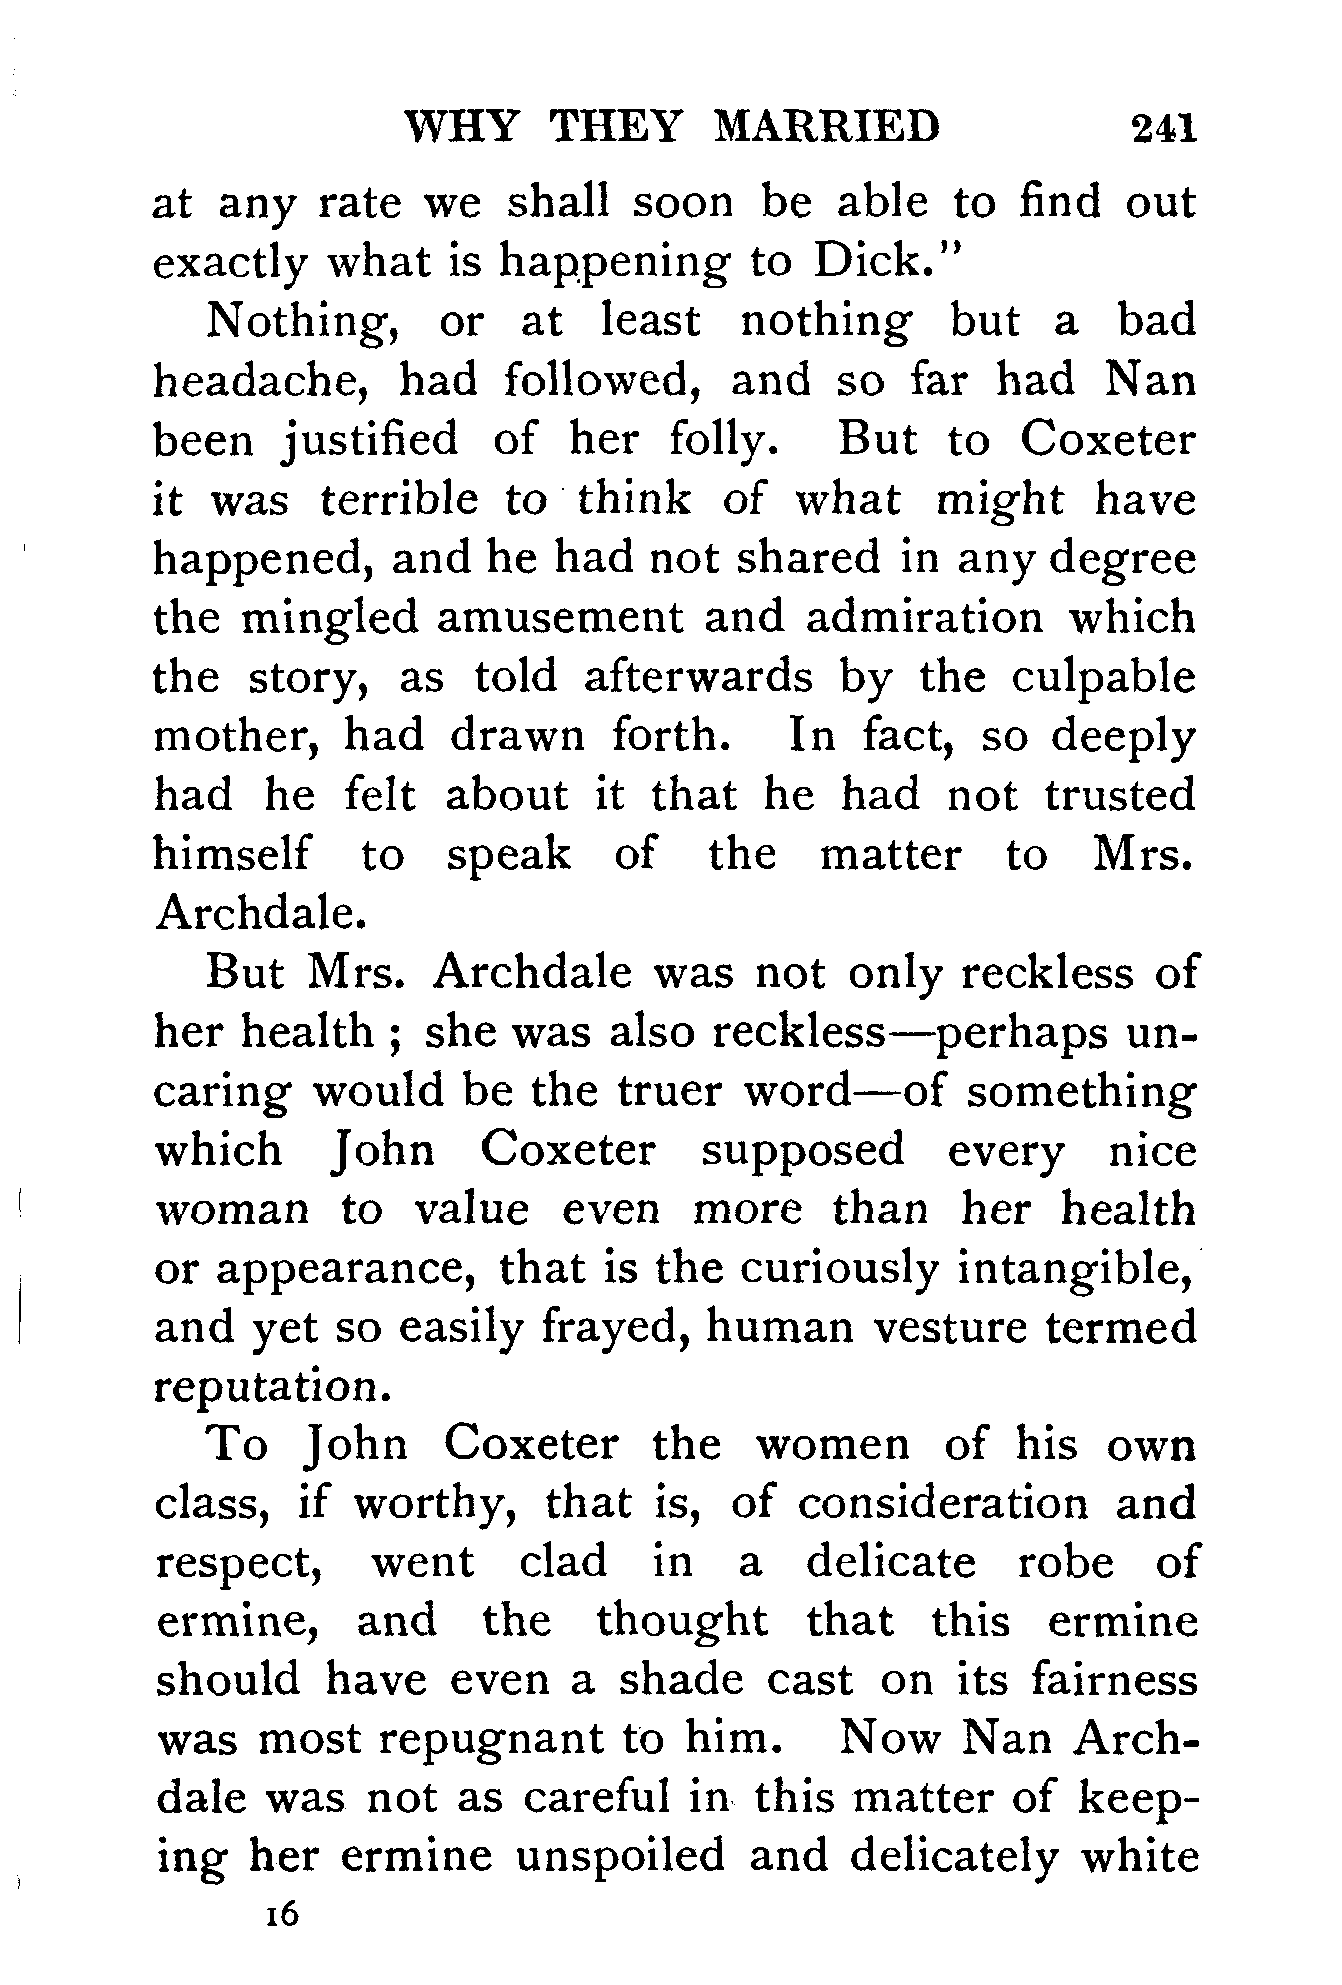 WHY THEY MARRIED 241
at any rate we shall soon be able to find out
exactly what is happening to Dick."
Nothing, or at least nothing but a bad
headache, had followed, and so far had Nan
been justified of her folly. But to Coxeter
it was terrible to think of what might have
happened, and he had not shared in any degree
the mingled amusement and admiration which
the story, as told afterwards by the culpable
mother, had drawn forth. In fact, so deeply
had he felt about it that he had not trusted
himself to speak of the matter to Mrs.
Archdale.
But Mrs. Archdale was not only reckless of
her health ; she was also reckless—perhaps un-
caring would be the truer word—of something
which John Coxeter supposed every nice
woman to value even more than her health
or appearance, that is the curiously intangible,
and yet so easily frayed, human vesture termed
reputation.
To John Coxeter the women of his own
class, if worthy, that is, of consideration and
respect, went clad in a delicate robe of
ermine, and the thought that this ermine
should have even a shade cast on its fairness
was most repugnant to him. Now Nan Arch-
dale was not as careful in this matter of keep-
ing her ermine unspoiled and delicately white
16